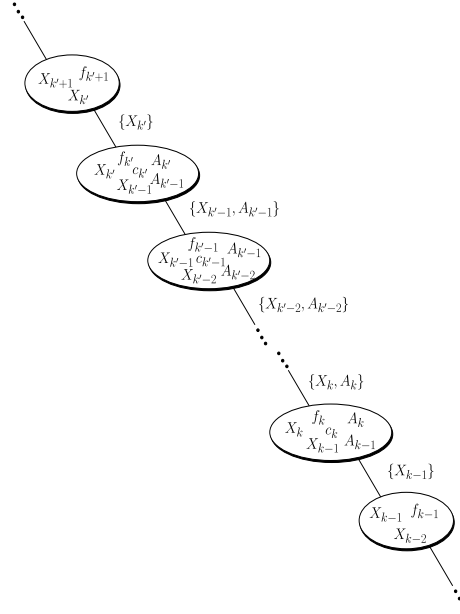 X_{k'+1} f_{k'+1}
X_{k'}
{X_{k'}}
f_{k'} A_{k'}
X_{k'} c_{k'}
X_{k'-1} A_{k'-1}
{X_{k'-1}, A_{k'-1}}
f_{k'-1} A_{k'-1}
X_{k'-1} c_{k'-1}
X_{k'-2} A_{k'-2}
{X_{k'-2}, A_{k'-2}}
{X_k, A_k}
f_k A_k
X_k c_k
X_{k-1} A_{k-1}
{X_{k-1}}
X_{k-1} f_{k-1}
X_{k-2}